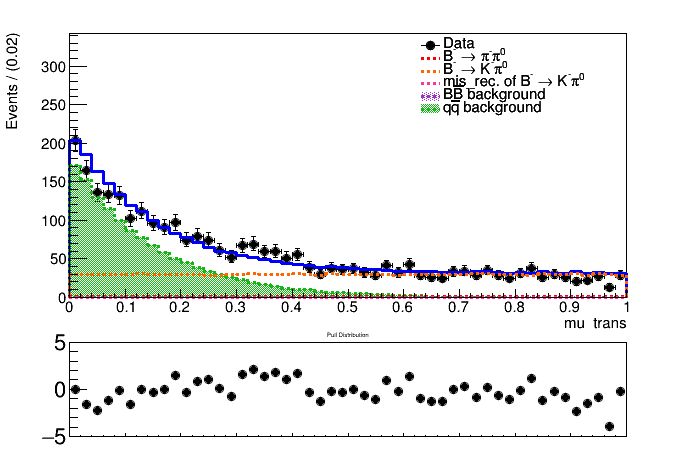 Events / (0.02)
300
250
200
150
100
50
0
Data
B⁻ → π⁻π⁰
B⁻ → K⁻π⁰
mis_rec. of B⁻ → K⁻π⁰
BB̅ background
qq̅ background
0 0.1 0.2 0.3 0.4 0.5 0.6 0.7 0.8 0.9 1
mu_trans
Pull Distribution
5
0
−5